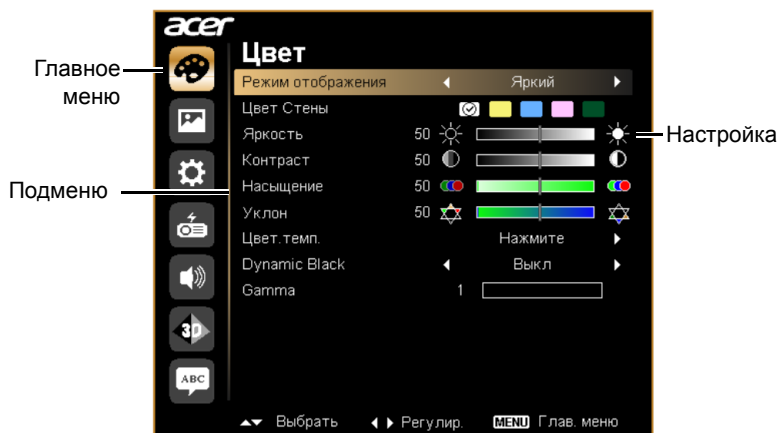 acer
Цвет
Главное
меню
Режим отображения Яркий
Цвет Стены
Яркость 50
Настройка
Контраст 50
Подменю
Насыщение 50
Уклон 50
Цвет.темп. Нажмите
Dynamic Black Выкл
Gamma 1
3D
ABC
Выбрать Регулир. MENU Глав. меню